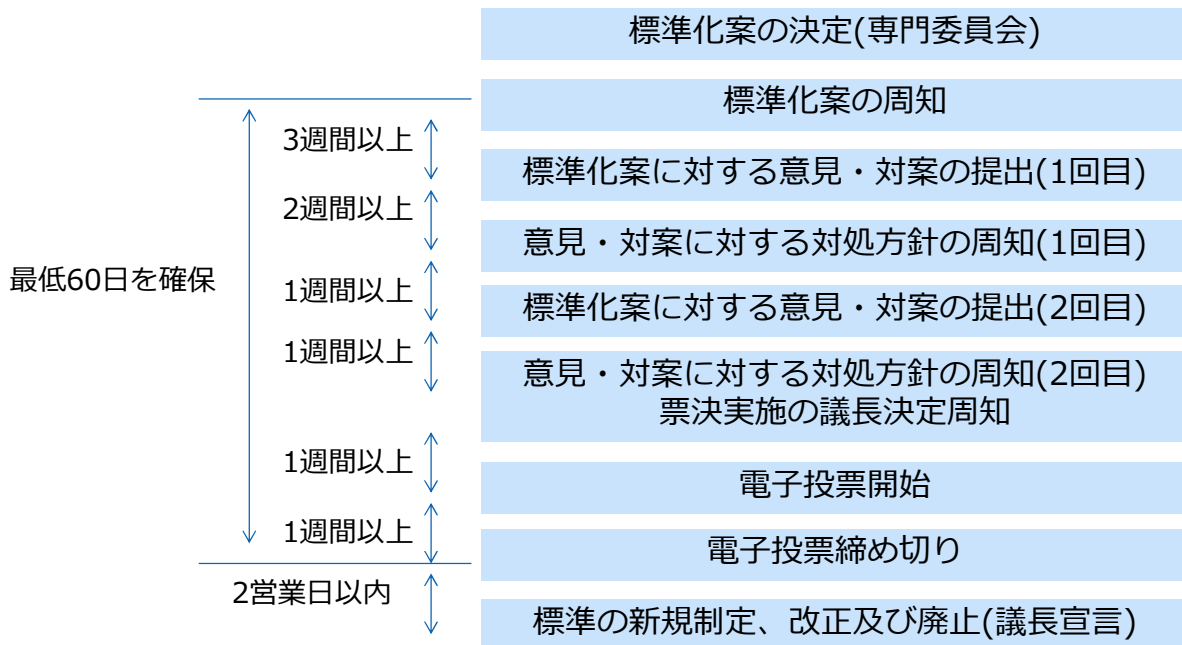 標準化案の決定(専門委員会)
標準化案の周知
3週間以上
標準化案に対する意見・対案の提出(1回目)
2週間以上
意見・対案に対する対処方針の周知(1回目)
最低60日を確保
1週間以上
標準化案に対する意見・対案の提出(2回目)
1週間以上
意見・対案に対する対処方針の周知(2回目)
票決実施の議長決定周知
1週間以上
電子投票開始
1週間以上
電子投票締め切り
2営業日以内
標準の新規制定、改正及び廃止(議長宣言)